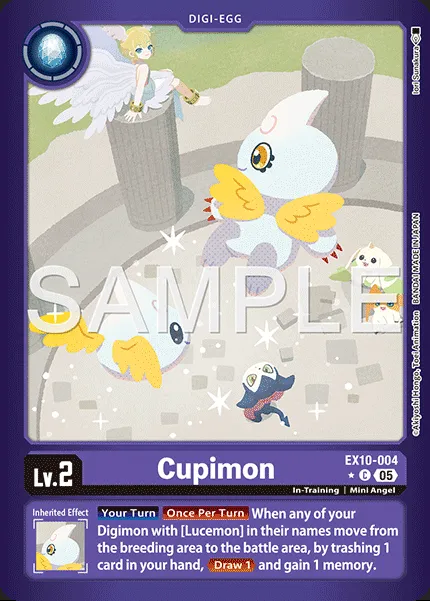 DIGI-EGG
Iori Sunakura
©Akiyoshi Hongo, Toei Animation BANDAI MADE IN JAPAN
SAMPLE
Lv.2
Cupimon
EX10-004
C 05
In-Training | Mini Angel
Inherited Effect
Your Turn Once Per Turn When any of your
Digimon with [Lucemon] in their names move from
the breeding area to the battle area, by trashing 1
card in your hand, Draw 1 and gain 1 memory.